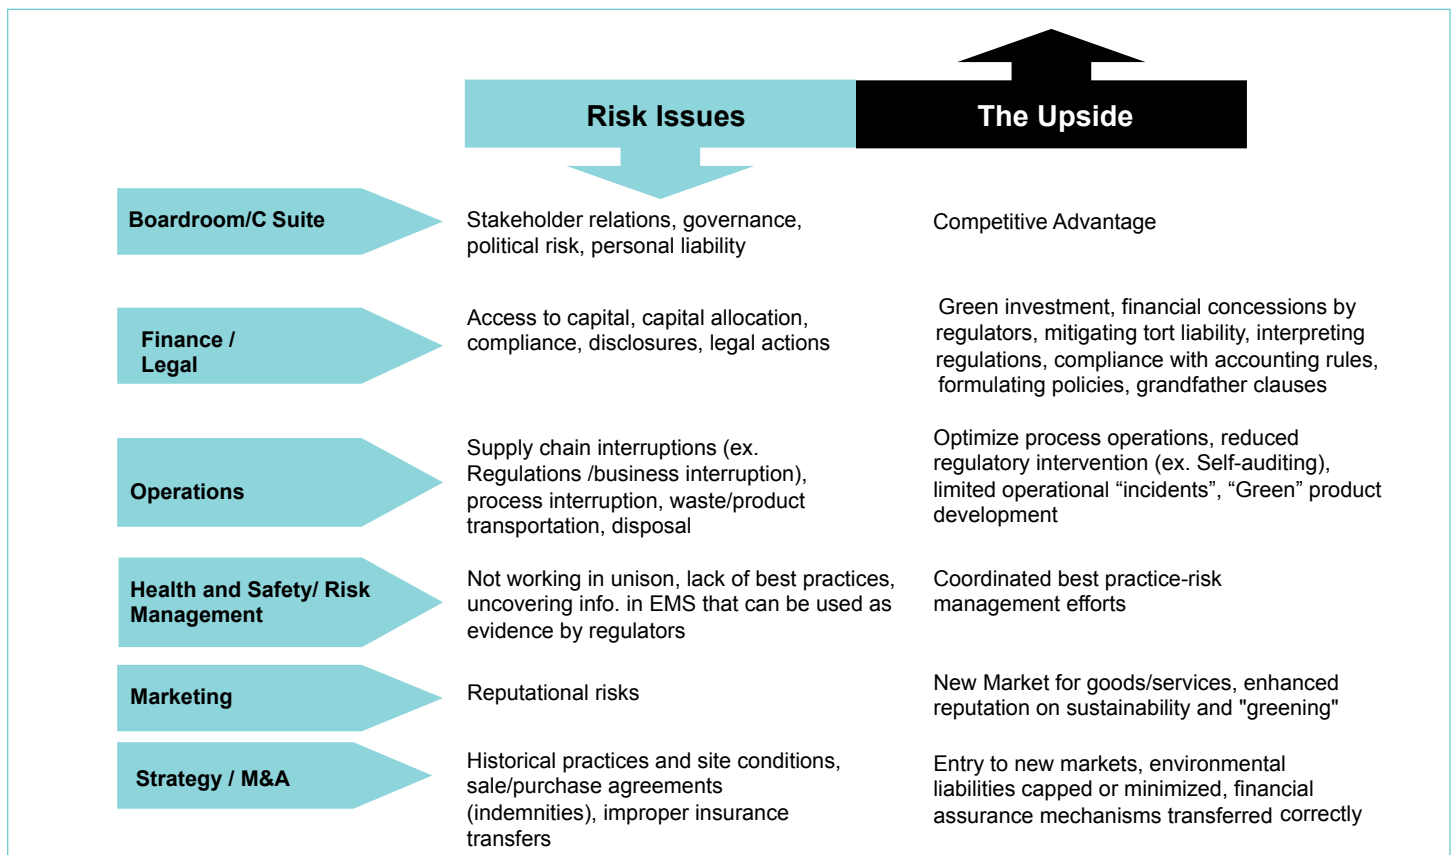 Risk Issues
The Upside
Boardroom/C Suite
Stakeholder relations, governance,
political risk, personal liability
Competitive Advantage
Finance /
Legal
Access to capital, capital allocation,
compliance, disclosures, legal actions
Green investment, financial concessions by
regulators, mitigating tort liability, interpreting
regulations, compliance with accounting rules,
formulating policies, grandfather clauses
Operations
Supply chain interruptions (ex.
Regulations /business interruption),
process interruption, waste/product
transportation, disposal
Optimize process operations, reduced
regulatory intervention (ex. Self-auditing),
limited operational “incidents”, “Green” product
development
Health and Safety/ Risk
Management
Not working in unison, lack of best practices,
uncovering info. in EMS that can be used as
evidence by regulators
Coordinated best practice-risk
management efforts
Marketing
Reputational risks
New Market for goods/services, enhanced
reputation on sustainability and "greening"
Strategy / M&A
Historical practices and site conditions,
sale/purchase agreements
(indemnities), improper insurance
transfers
Entry to new markets, environmental
liabilities capped or minimized, financial
assurance mechanisms transferred correctly